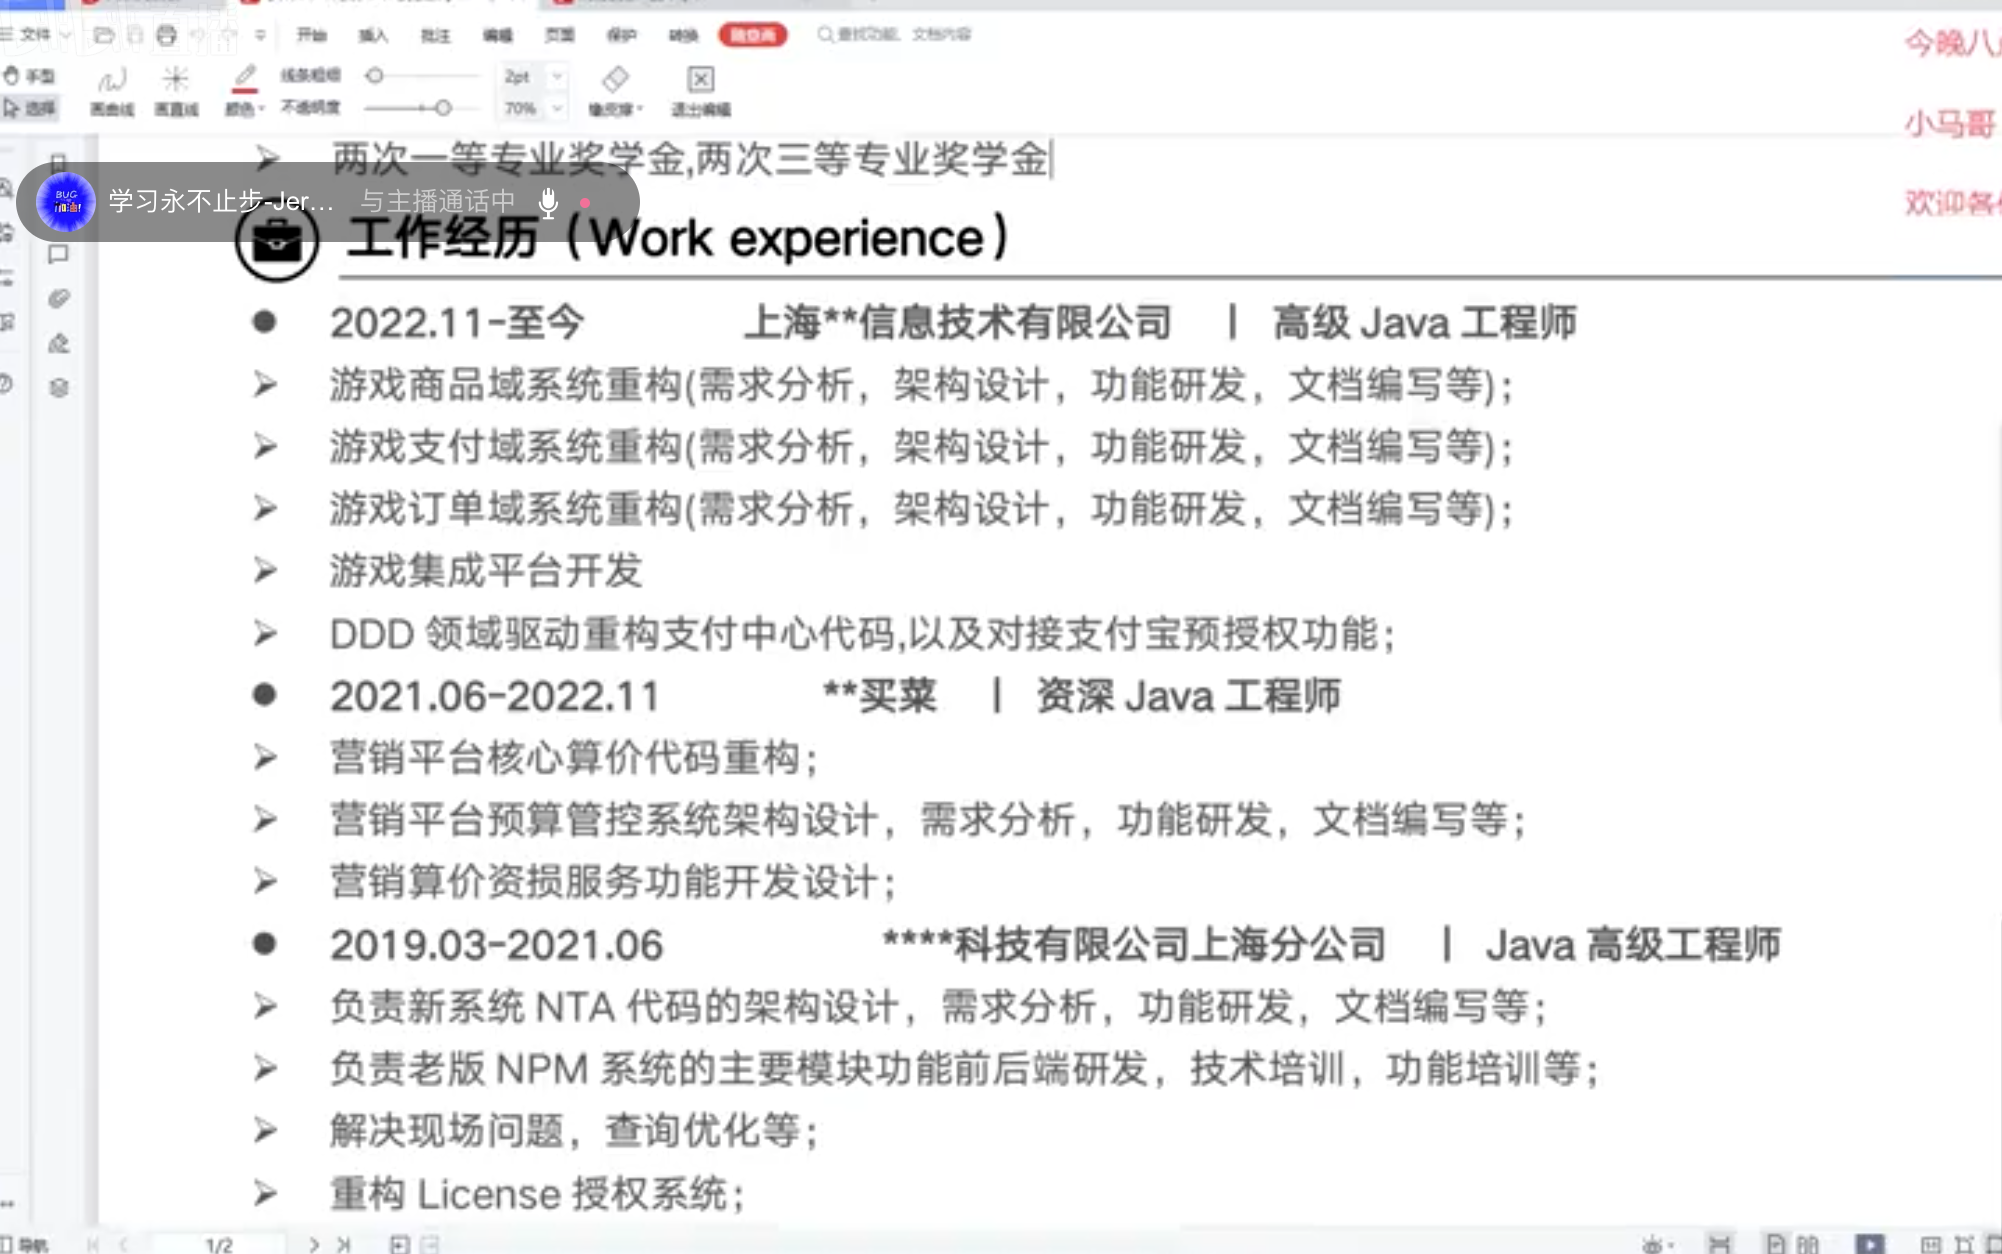 文件
开始 插入 批注 编辑 页面 保护 转换 随意画 查找功能、文档内容
手型
选择
画曲线
画直线
颜色
线条粗细
不透明度
2pt
70%
橡皮擦
退出编辑
今晚八
小马哥
欢迎各
两次一等专业奖学金,两次三等专业奖学金
学习永不止步-Jer... 与主播通话中
工作经历（Work experience）
2022.11-至今 上海**信息技术有限公司 | 高级 Java 工程师
游戏商品域系统重构(需求分析，架构设计，功能研发，文档编写等)；
游戏支付域系统重构(需求分析，架构设计，功能研发，文档编写等)；
游戏订单域系统重构(需求分析，架构设计，功能研发，文档编写等)；
游戏集成平台开发
DDD 领域驱动重构支付中心代码,以及对接支付宝预授权功能；
2021.06-2022.11 **买菜 | 资深 Java 工程师
营销平台核心算价代码重构；
营销平台预算管控系统架构设计，需求分析，功能研发，文档编写等；
营销算价资损服务功能开发设计；
2019.03-2021.06 ****科技有限公司上海分公司 | Java 高级工程师
负责新系统 NTA 代码的架构设计，需求分析，功能研发，文档编写等；
负责老版 NPM 系统的主要模块功能前后端研发，技术培训，功能培训等；
解决现场问题，查询优化等；
重构 License 授权系统；
导航 1/2